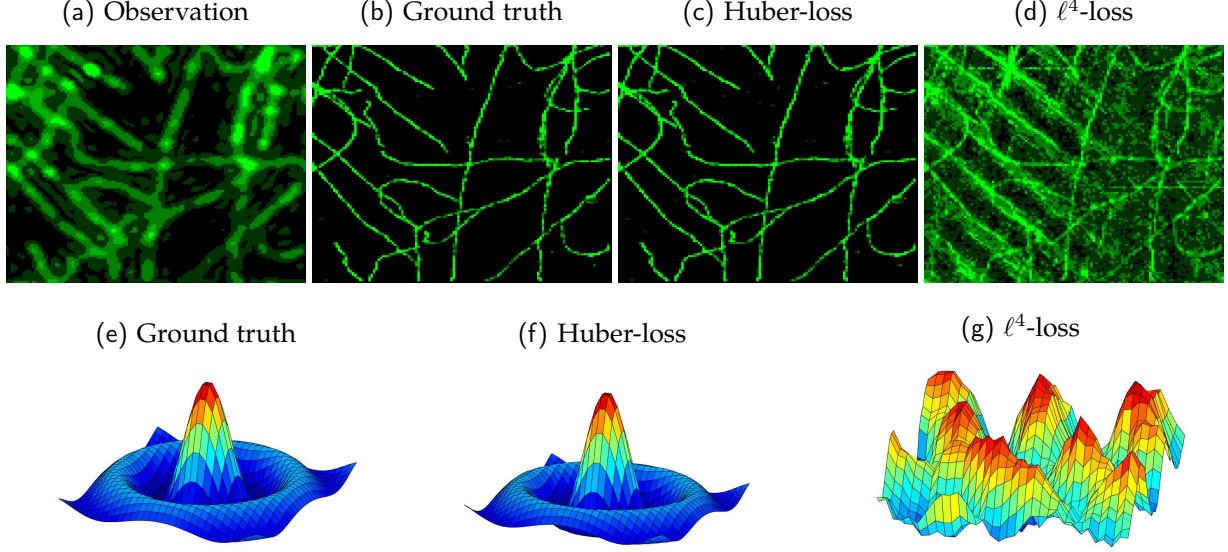 (a) Observation
(b) Ground truth
(c) Huber-loss
(d) ℓ⁴-loss
(e) Ground truth
(f) Huber-loss
(g) ℓ⁴-loss